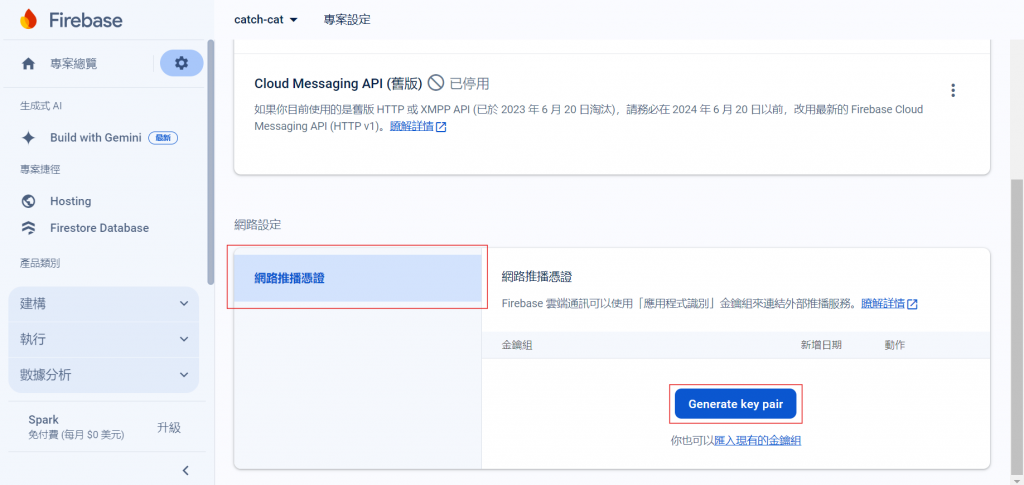 Firebase
catch-cat
專案設定
專案總覽
生成式 AI
Build with Gemini 最新
專案捷徑
Hosting
Firestore Database
產品類別
建構
執行
數據分析
Spark
免付費 (每月 $0 美元)
升級
Cloud Messaging API (舊版) 已停用
如果你目前使用的是舊版 HTTP 或 XMPP API (已於 2023 年 6 月 20 日淘汰)，請務必在 2024 年 6 月 20 日以前，改用最新的 Firebase Cloud
Messaging API (HTTP v1)。瞭解詳情
網路設定
網路推播憑證
網路推播憑證
Firebase 雲端通訊可以使用「應用程式識別」金鑰組來連結外部推播服務。瞭解詳情
金鑰組 新增日期 動作
Generate key pair
你也可以匯入現有的金鑰組